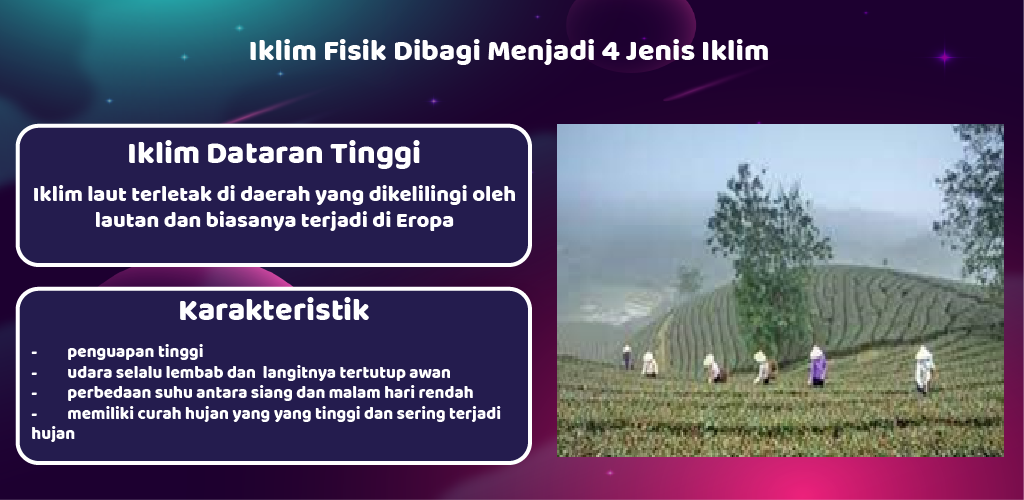 Iklim Fisik Dibagi Menjadi 4 Jenis Iklim
Iklim Dataran Tinggi
Iklim laut terletak di daerah yang dikelilingi oleh
lautan dan biasanya terjadi di Eropa
Karakteristik
- penguapan tinggi
- udara selalu lembab dan langitnya tertutup awan
- perbedaan suhu antara siang dan malam hari rendah
- memiliki curah hujan yang yang tinggi dan sering terjadi
hujan